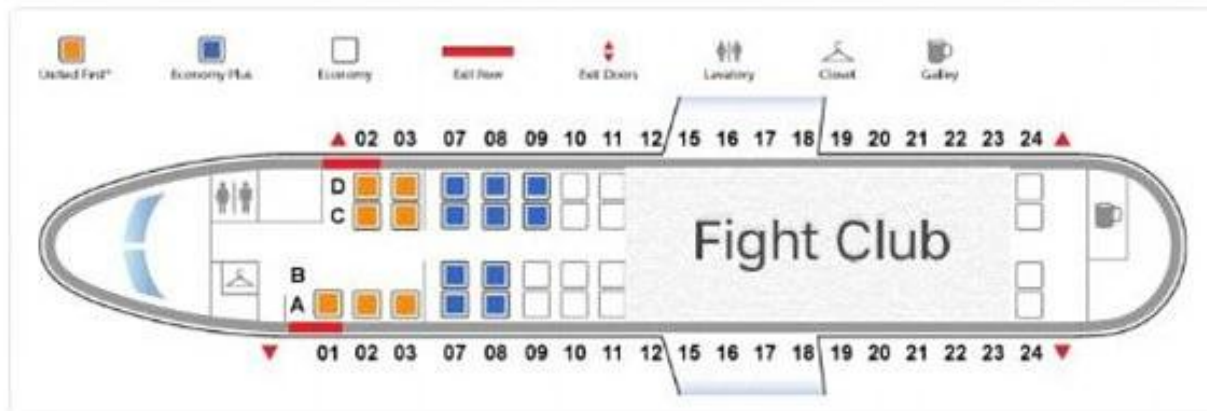 United First* Economy Plus Economy Exit Row Exit Doors Lavatory Closet Galley
02 03 07 08 09 10 11 12 15 16 17 18 19 20 21 22 23 24
D
C
Fight Club
B
A
01 02 03 07 08 09 10 11 12 15 16 17 18 19 20 21 22 23 24